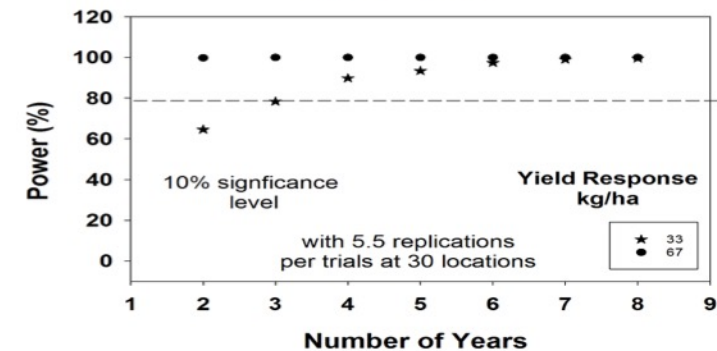 120
100
80
60
40
20
0
Power (%)
10% signficance
level
Yield Response
kg/ha
33
67
with 5.5 replications
per trials at 30 locations
1 2 3 4 5 6 7 8 9
Number of Years